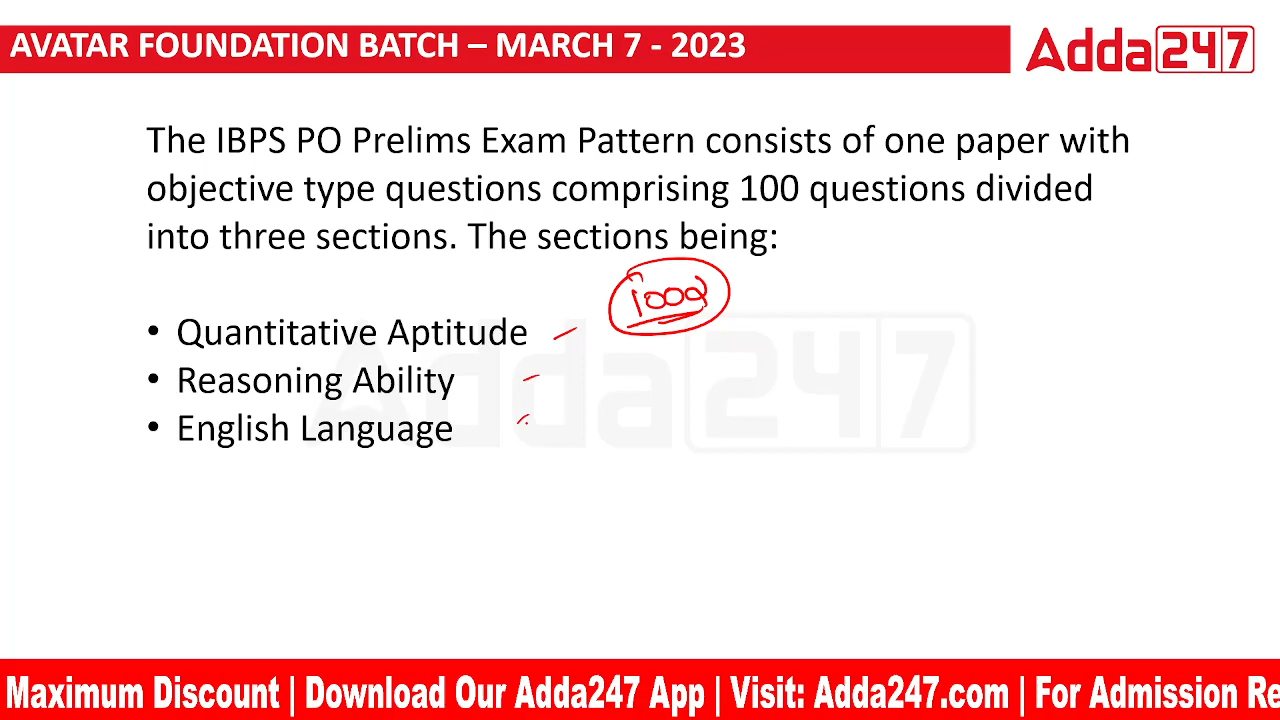 AVATAR FOUNDATION BATCH – MARCH 7 - 2023
Adda247
The IBPS PO Prelims Exam Pattern consists of one paper with
objective type questions comprising 100 questions divided
into three sections. The sections being:
100Q
• Quantitative Aptitude
• Reasoning Ability
• English Language
Adda247
Maximum Discount | Download Our Adda247 App | Visit: Adda247.com | For Admission Re